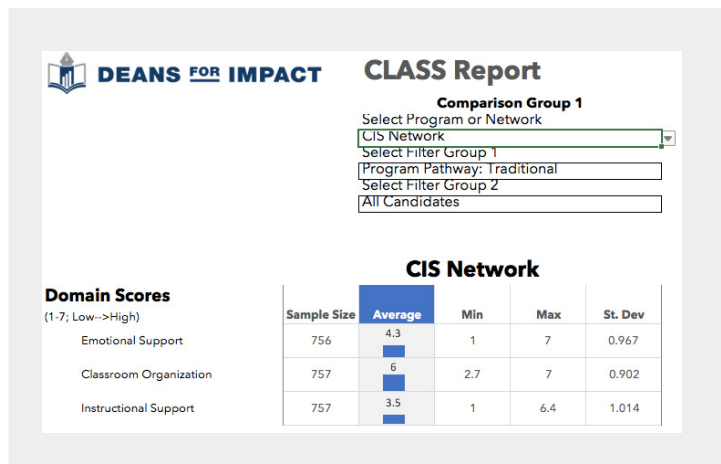 DEANS FOR IMPACT
CLASS Report
Comparison Group 1
Select Program or Network
CIS Network
Select Filter Group 1
Program Pathway: Traditional
Select Filter Group 2
All Candidates
CIS Network
Domain Scores
(1-7; Low-->High)
Sample Size Average Min Max St. Dev
Emotional Support 756 4.3 1 7 0.967
Classroom Organization 757 6 2.7 7 0.902
Instructional Support 757 3.5 1 6.4 1.014